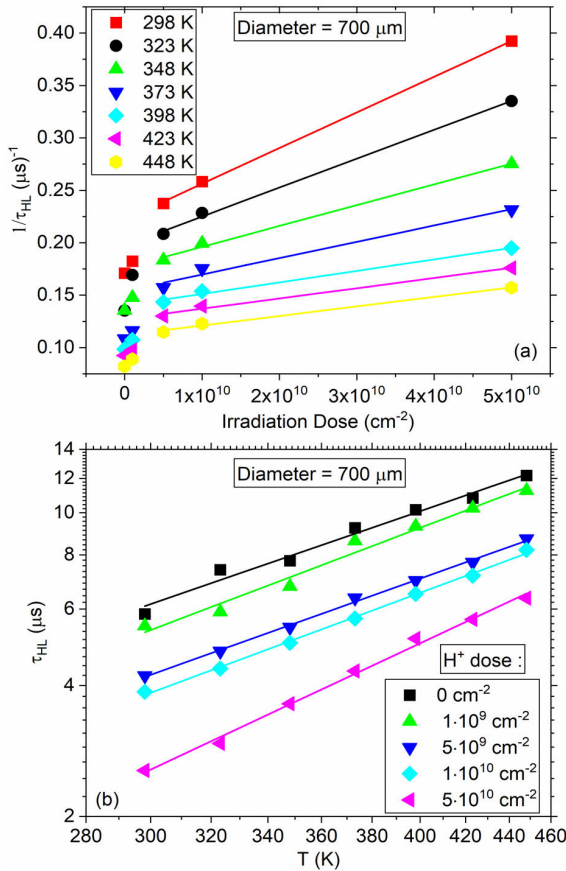 Diameter = 700 μm
298 K
323 K
348 K
373 K
398 K
423 K
448 K
0.40
0.35
0.30
0.25
0.20
0.15
0.10
1/τHL (μs)-1
(a)
0 1x10^10 2x10^10 3x10^10 4x10^10 5x10^10
Irradiation Dose (cm-2)
Diameter = 700 μm
14
12
10
8
6
4
2
τHL (μs)
H+ dose :
0 cm-2
1·10^9 cm-2
5·10^9 cm-2
1·10^10 cm-2
5·10^10 cm-2
(b)
280 300 320 340 360 380 400 420 440 460
T (K)